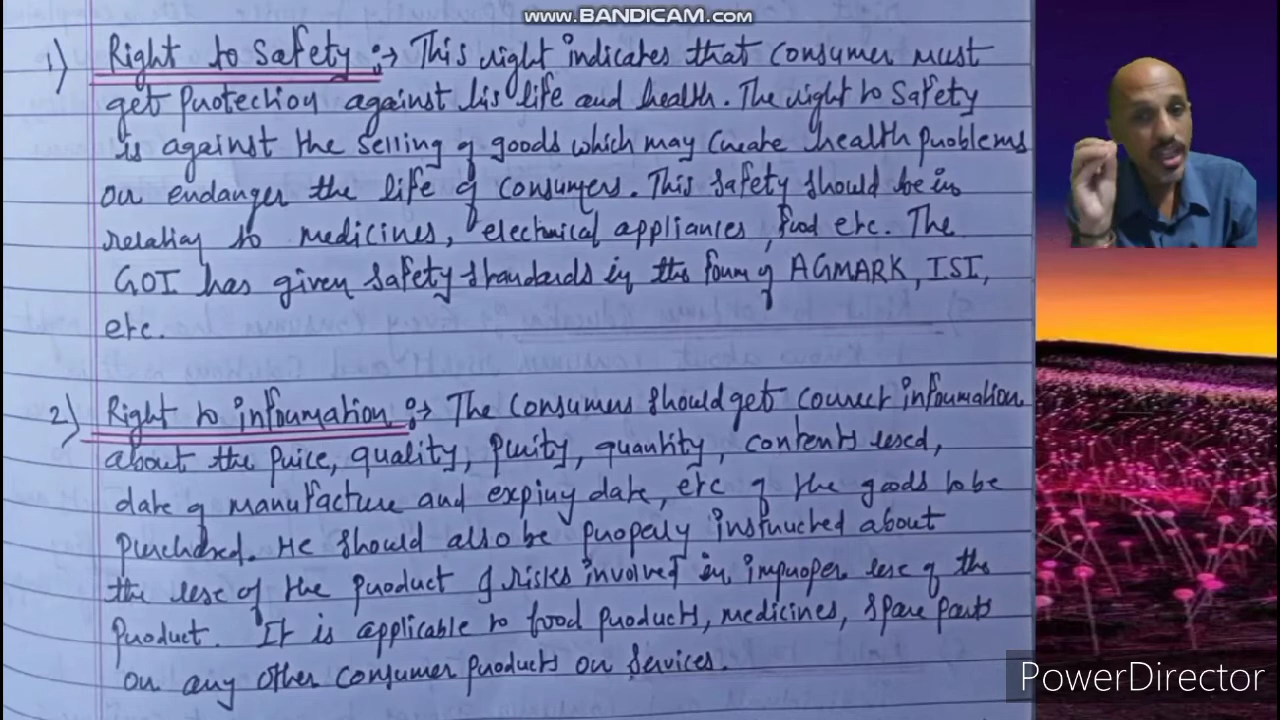 www.BANDICAM.com
1) Right to Safety :→ This right indicates that consumer must
get protection against his life and health. The right to safety
is against the selling of goods which may create health problems
or endanger the life of consumers. This safety should be in
relation to medicines, electrical appliances, food etc. The
GOI has given safety standards in the form of AGMARK, ISI,
etc.
2) Right to information :→ The consumers should get correct information
about the price, quality, purity, quantity, contents used,
date of manufacture and expiry date, etc of the goods to be
purchased. He should also be properly instructed about
the use of the product & risks involved in improper use of the
product. It is applicable to food products, medicines, spare parts
or any other consumer products or services.
PowerDirector